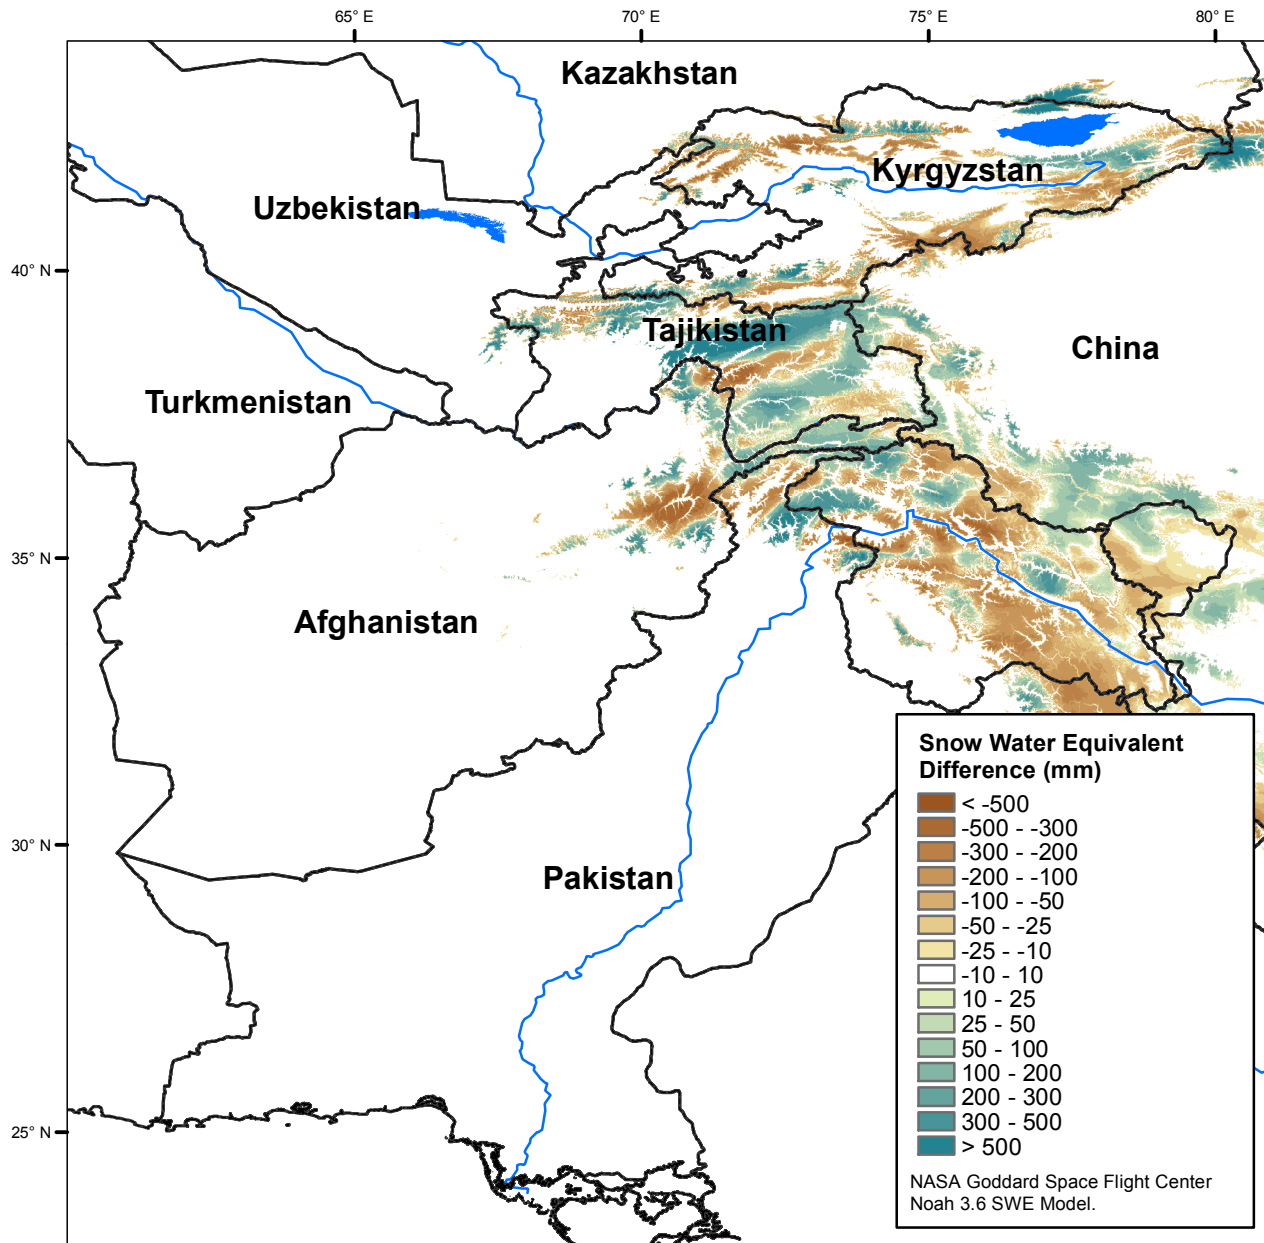 65° E
70° E
75° E
80° E
Kazakhstan
Kyrgyzstan
Uzbekistan
40° N
Tajikistan
China
Turkmenistan
35° N
Afghanistan
Snow Water Equivalent
Difference (mm)
< -500
-500 - -300
-300 - -200
-200 - -100
-100 - -50
-50 - -25
-25 - -10
-10 - 10
10 - 25
25 - 50
50 - 100
100 - 200
200 - 300
300 - 500
> 500
NASA Goddard Space Flight Center
Noah 3.6 SWE Model.
30° N
Pakistan
25° N